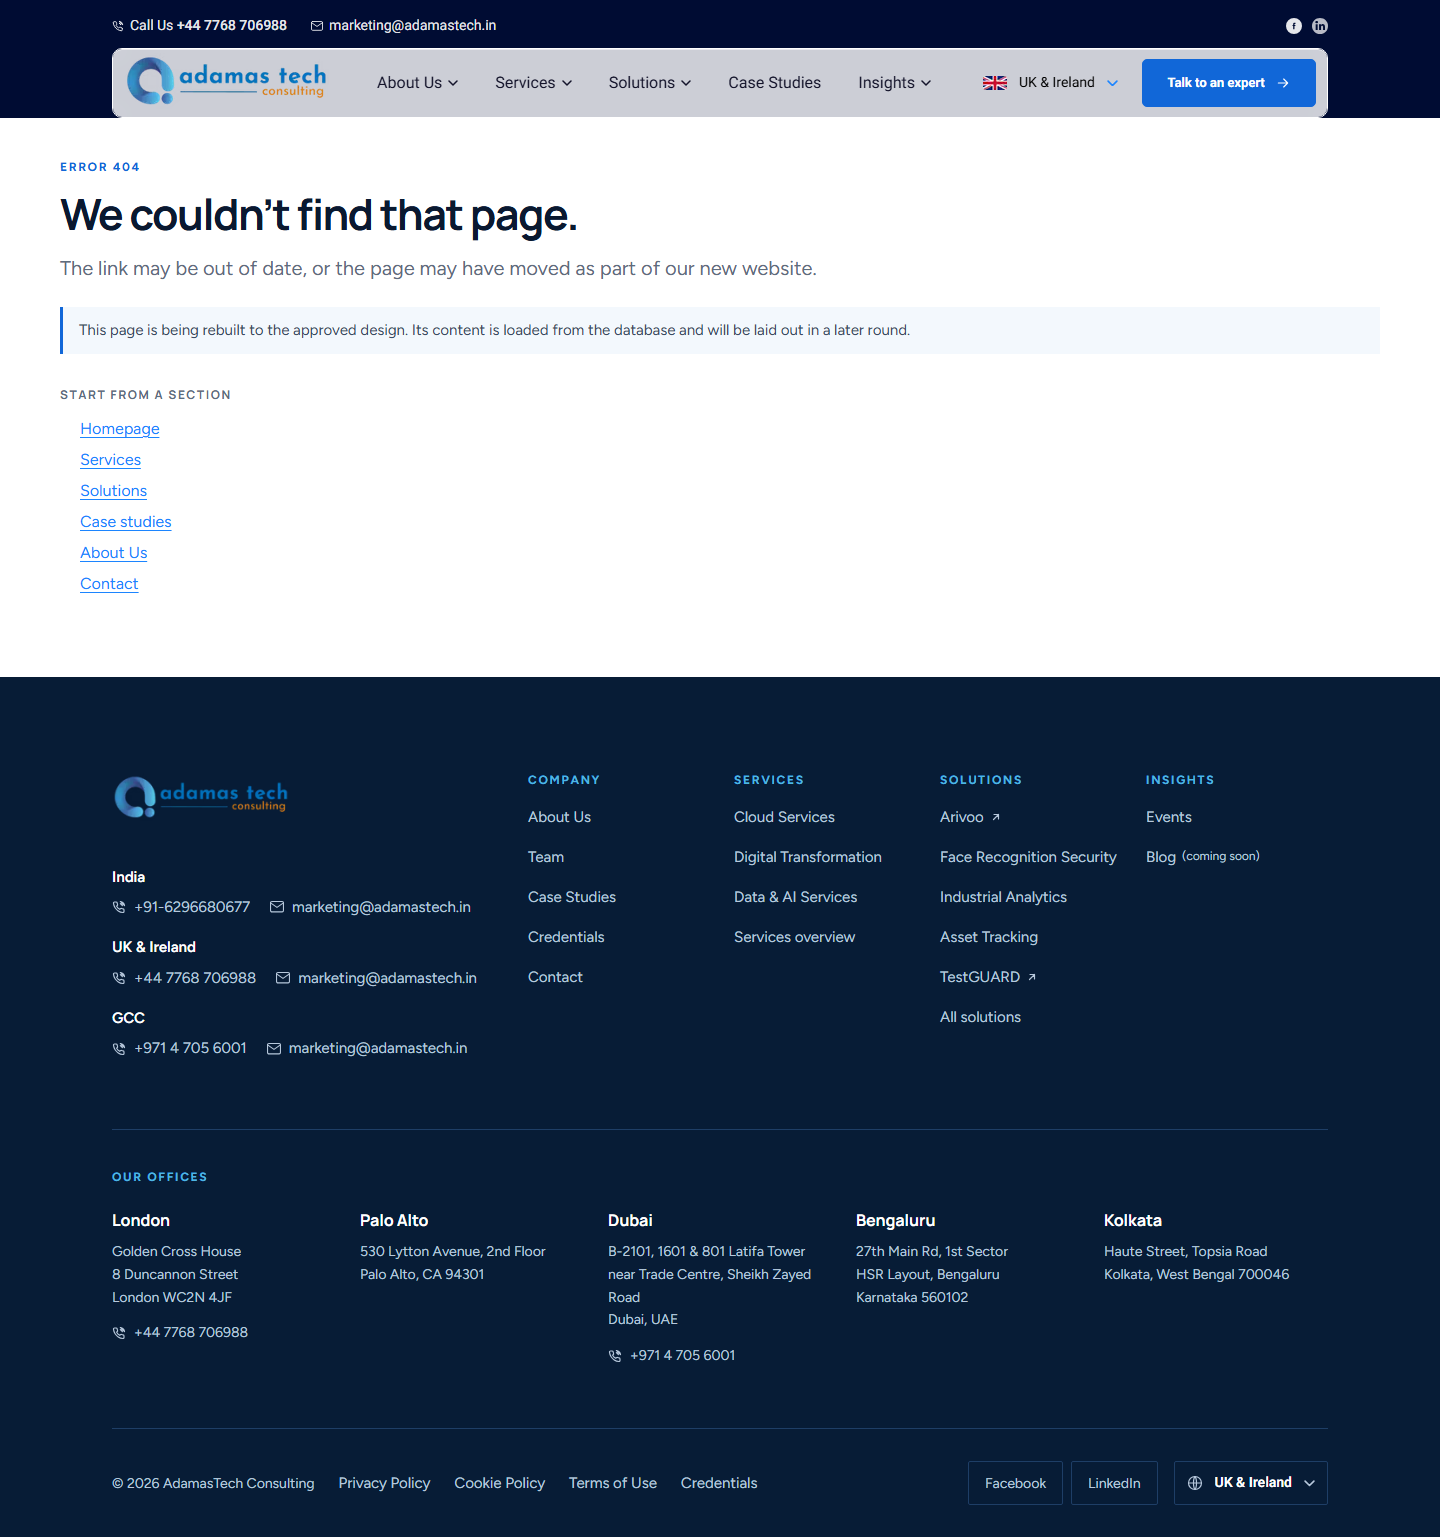 Call Us +44 7768 706988 marketing@adamastech.in
adamas tech
consulting
About Us Services Solutions Case Studies Insights UK & Ireland Talk to an expert
ERROR 404
We couldn't find that page.
The link may be out of date, or the page may have moved as part of our new website.
This page is being rebuilt to the approved design. Its content is loaded from the database and will be laid out in a later round.
START FROM A SECTION
Homepage
Services
Solutions
Case studies
About Us
Contact
adamas tech
consulting
India
+91-6296680677 marketing@adamastech.in
UK & Ireland
+44 7768 706988 marketing@adamastech.in
GCC
+971 4 705 6001 marketing@adamastech.in
COMPANY
About Us
Team
Case Studies
Credentials
Contact
SERVICES
Cloud Services
Digital Transformation
Data & AI Services
Services overview
SOLUTIONS
Arivoo
Face Recognition Security
Industrial Analytics
Asset Tracking
TestGUARD
All solutions
INSIGHTS
Events
Blog (coming soon)
OUR OFFICES
London
Golden Cross House
8 Duncannon Street
London WC2N 4JF
+44 7768 706988
Palo Alto
530 Lytton Avenue, 2nd Floor
Palo Alto, CA 94301
Dubai
B-2101, 1601 & 801 Latifa Tower
near Trade Centre, Sheikh Zayed
Road
Dubai, UAE
+971 4 705 6001
Bengaluru
27th Main Rd, 1st Sector
HSR Layout, Bengaluru
Karnataka 560102
Kolkata
Haute Street, Topsia Road
Kolkata, West Bengal 700046
© 2026 AdamasTech Consulting Privacy Policy Cookie Policy Terms of Use Credentials Facebook LinkedIn UK & Ireland